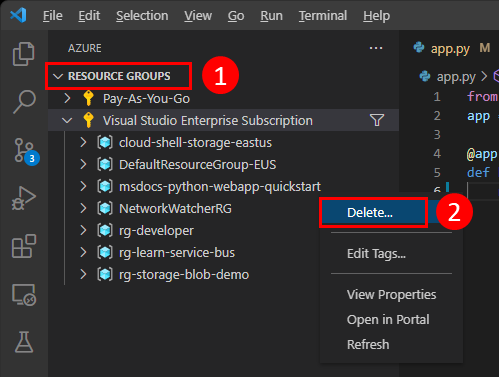 File Edit Selection View Go Run Terminal Help
AZURE
RESOURCE GROUPS
1
Pay-As-You-Go
Visual Studio Enterprise Subscription
cloud-shell-storage-eastus
DefaultResourceGroup-EUS
msdocs-python-webapp-quickstart
NetworkWatcherRG
rg-developer
rg-learn-service-bus
rg-storage-blob-demo
3
Delete...
2
Edit Tags...
View Properties
Open in Portal
Refresh
app.py
app.py >
1 from
2 app
3
4 @app
5 def
6